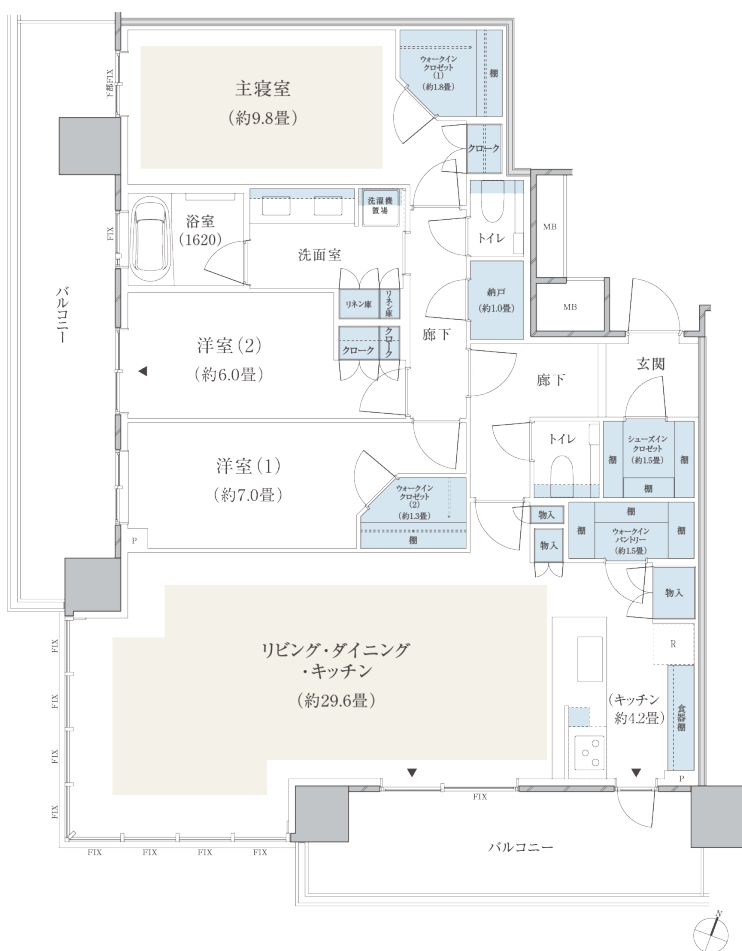 主寝室
(約9.8畳)
ウォークイン
クロゼット
(1)
(約1.8畳)
棚
クローク
下部FIX
浴室
(1620)
洗面室
洗濯機
置場
トイレ
MB
FIX
バルコニー
リネン庫
リネン庫
納戸
(約1.0畳)
MB
洋室(2)
(約6.0畳)
クローク
クローク
廊下
廊下
玄関
洋室(1)
(約7.0畳)
ウォークイン
クロゼット
(2)
(約1.3畳)
棚
トイレ
シューズイン
クロゼット
(約1.5畳)
棚
棚
棚
P
物入
物入
棚
棚
棚
ウォークイン
パントリー
(約1.5畳)
物入
リビング・ダイニング
・キッチン
(約29.6畳)
R
(キッチン
約4.2畳)
食器棚
P
FIX
FIX
FIX
FIX
FIX
FIX
FIX
FIX
FIX
バルコニー
N